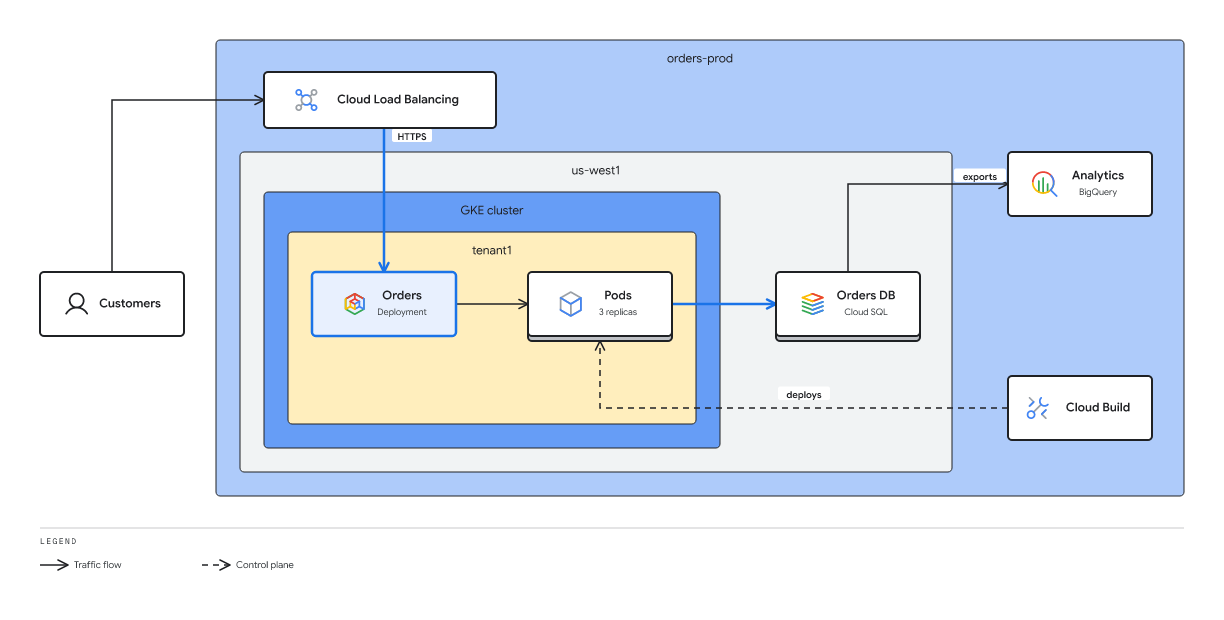 orders-prod
Cloud Load Balancing
HTTPS
us-west1
exports
Analytics
BigQuery
GKE cluster
tenant1
Customers
Orders
Deployment
Pods
3 replicas
Orders DB
Cloud SQL
deploys
Cloud Build
LEGEND
Traffic flow
Control plane